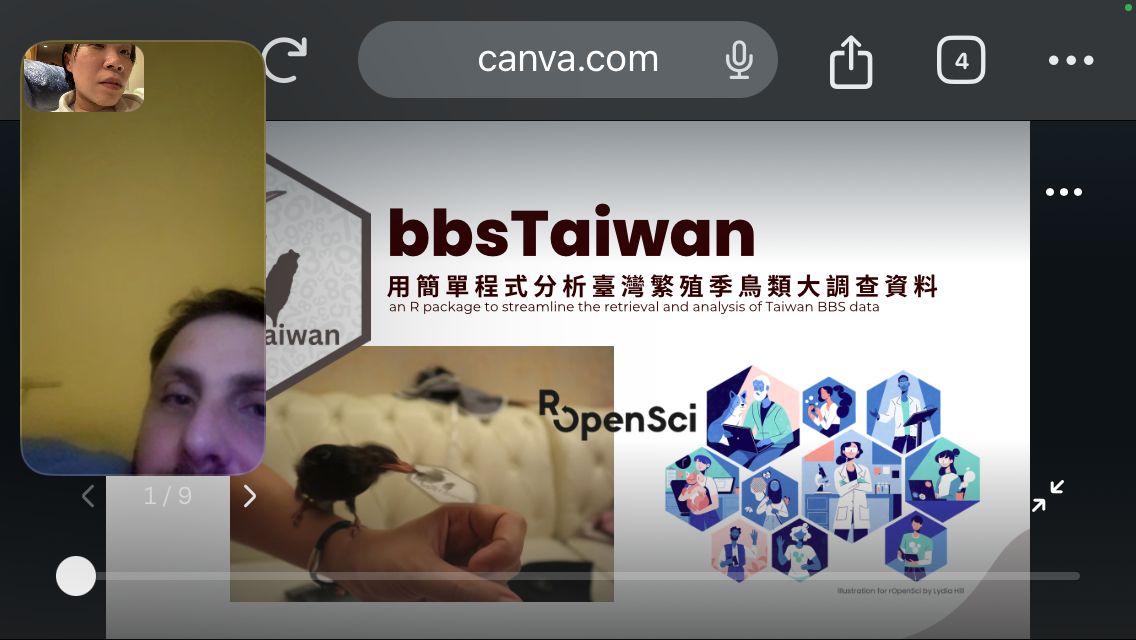 canva.com
4
bbsTaiwan
用簡單程式分析臺灣繁殖季鳥類大調查資料
an R package to streamline the retrieval and analysis of Taiwan BBS data
aiwan
ROpenSci
1 / 9
Illustration for rOpenSci by Lydia Hill